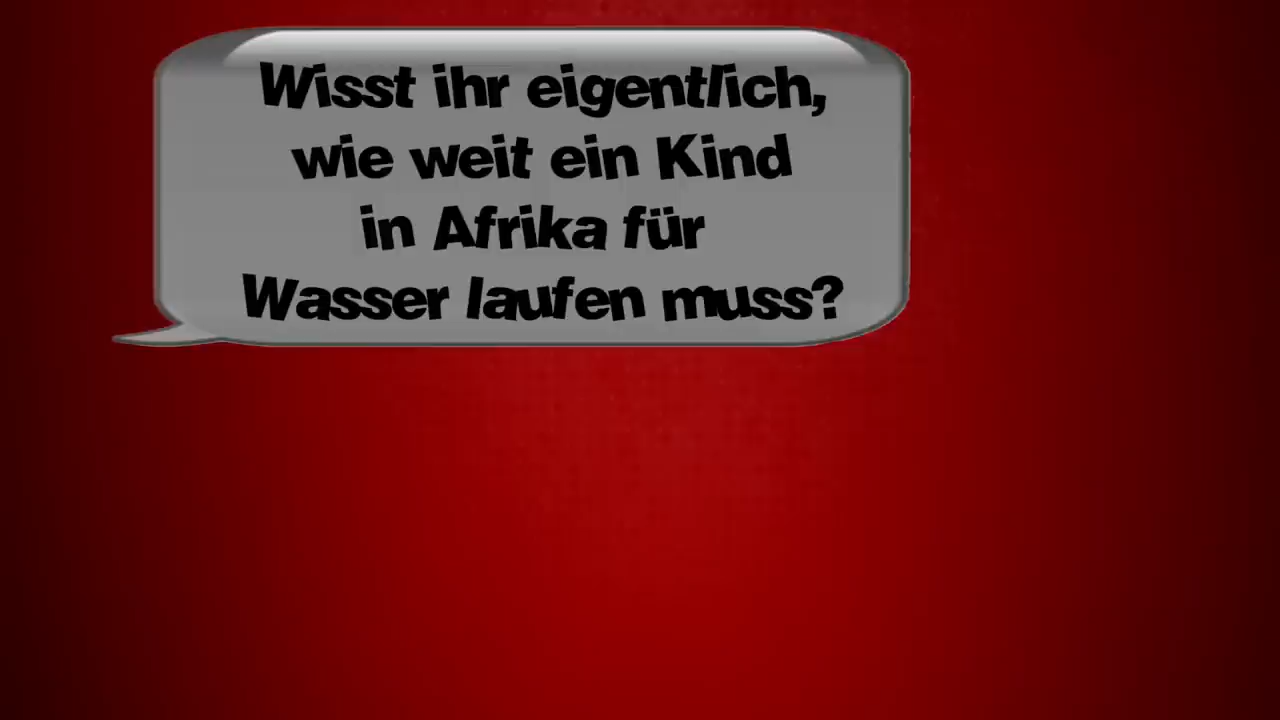 Wisst ihr eigentlich,
wie weit ein Kind
in Afrika für
Wasser laufen muss?